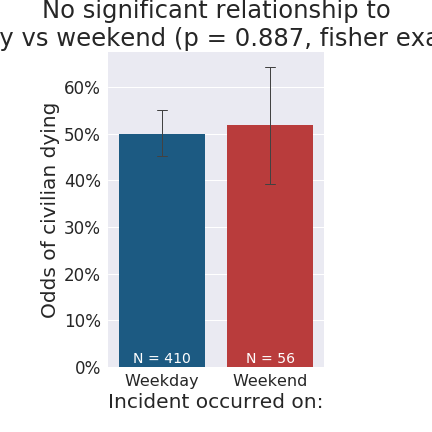 No significant relationship to
y vs weekend (p = 0.887, fisher exa
60%
50%
40%
30%
20%
10%
0%
Odds of civilian dying
N = 410
N = 56
Weekday
Weekend
Incident occurred on: